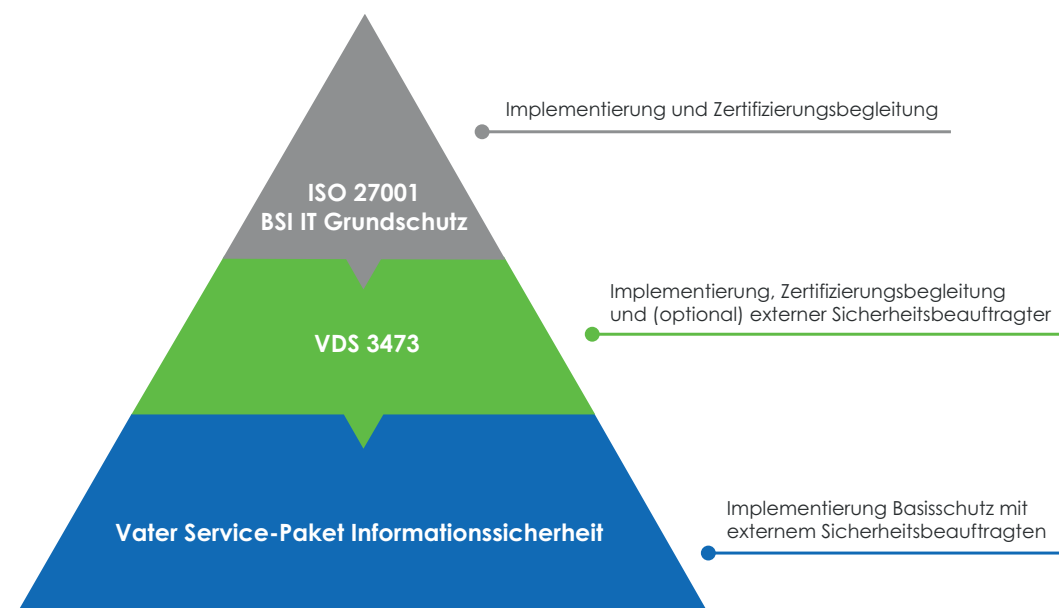 Implementierung und Zertifizierungsbegleitung
ISO 27001
BSI IT Grundschutz
Implementierung, Zertifizierungsbegleitung
und (optional) externer Sicherheitsbeauftragter
VDS 3473
Implementierung Basisschutz mit
externem Sicherheitsbeauftragten
Vater Service-Paket Informationssicherheit